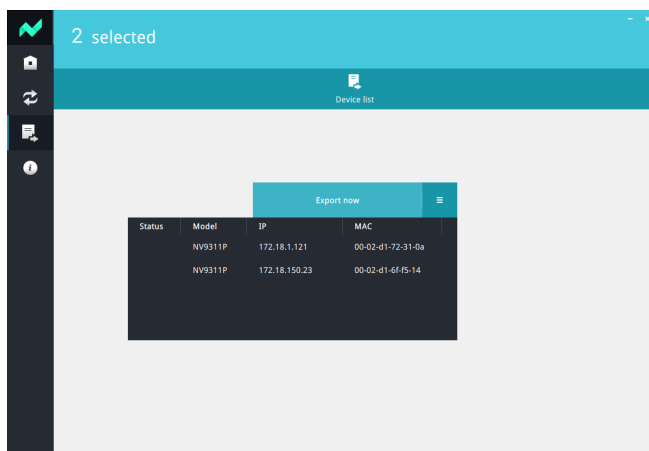 2 selected
Device list
Export now
Status Model IP MAC
NV9311P 172.18.1.121 00-02-d1-72-31-0a
NV9311P 172.18.150.23 00-02-d1-6f-f5-14